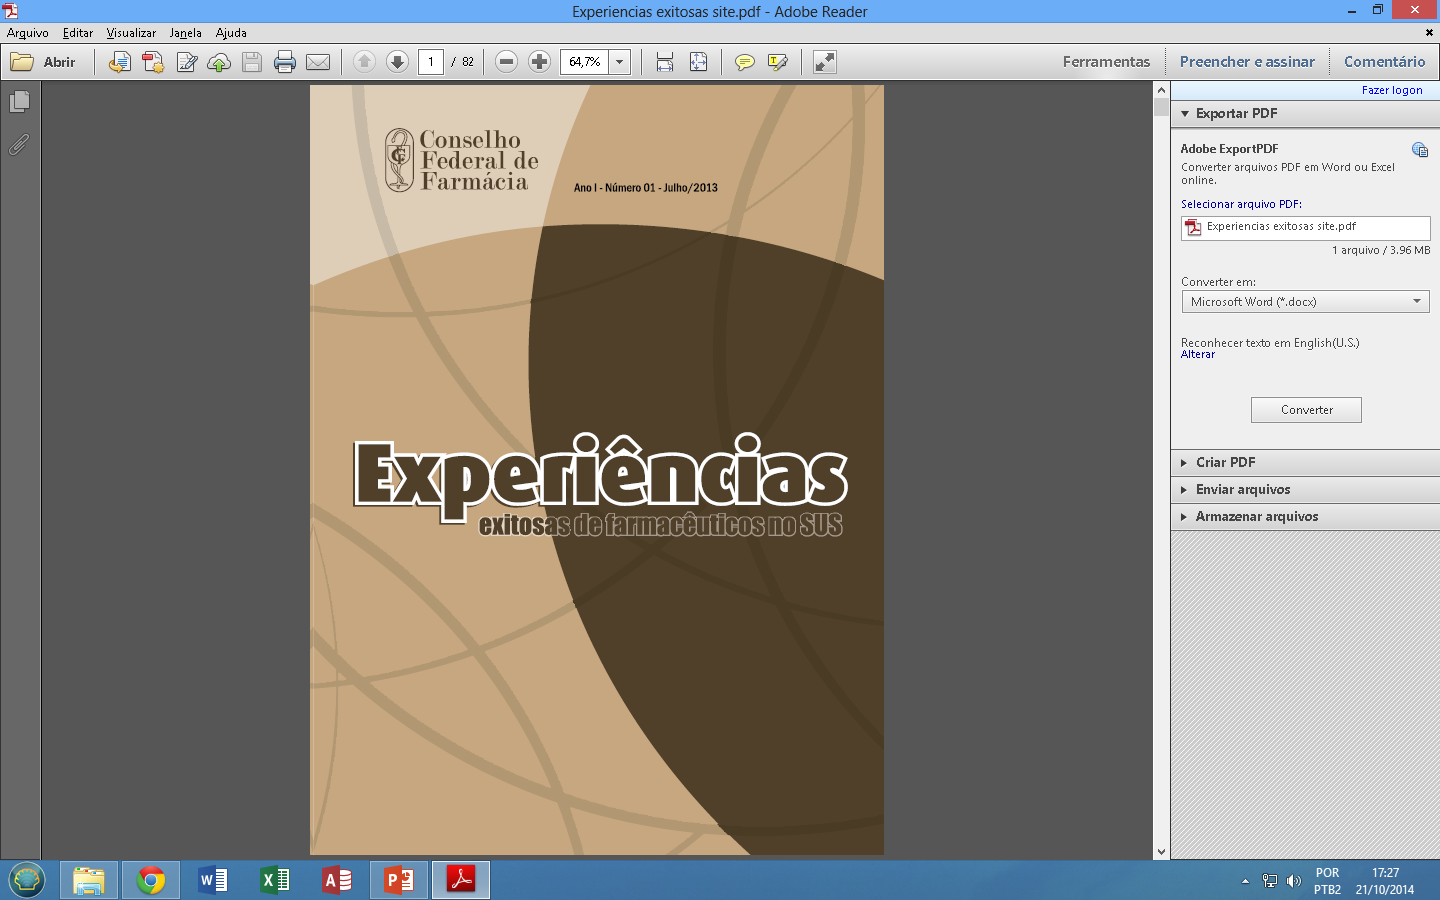 Experiencias exitosas site.pdf - Adobe Reader
Arquivo Editar Visualizar Janela Ajuda
Abrir 1 / 82 64,7% Ferramentas Preencher e assinar Comentário
Fazer logon
Exportar PDF
Adobe ExportPDF
Converter arquivos PDF em Word ou Excel
online.
Selecionar arquivo PDF:
Experiencias exitosas site.pdf
1 arquivo / 3.96 MB
Converter em:
Microsoft Word (*.docx)
Reconhecer texto em English(U.S.)
Alterar
Converter
Criar PDF
Enviar arquivos
Armazenar arquivos
Conselho
Federal de
Farmácia
Ano I - Número 01 - Julho/2013
Experiências
exitosas de farmacêuticos no SUS
POR 17:27
PTB2 21/10/2014